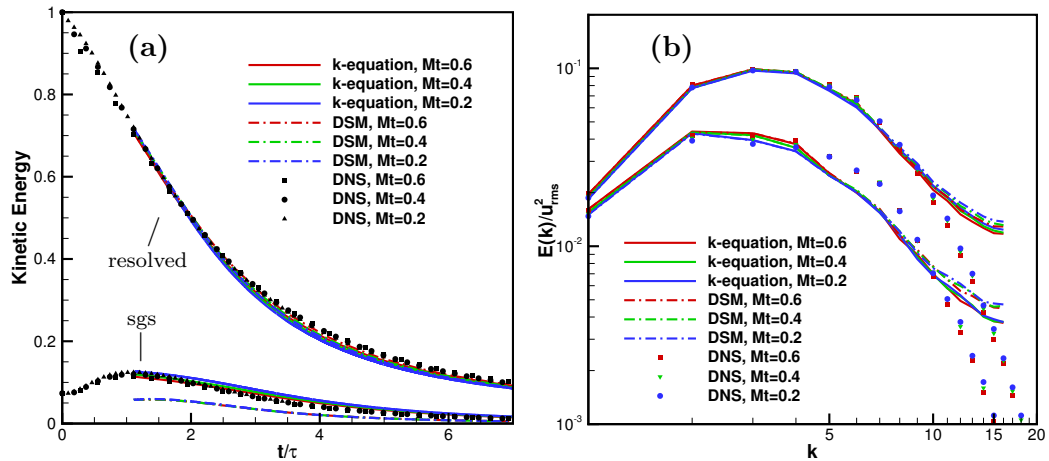 (a)
Kinetic Energy
1
0.8
0.6
0.4
0.2
0
0
2
4
6
t/τ
k-equation, Mt=0.6
k-equation, Mt=0.4
k-equation, Mt=0.2
DSM, Mt=0.6
DSM, Mt=0.4
DSM, Mt=0.2
DNS, Mt=0.6
DNS, Mt=0.4
DNS, Mt=0.2
resolved
sgs
(b)
E(k)/u²rms
10⁻¹
10⁻²
10⁻³
5
10
15
20
k
k-equation, Mt=0.6
k-equation, Mt=0.4
k-equation, Mt=0.2
DSM, Mt=0.6
DSM, Mt=0.4
DSM, Mt=0.2
DNS, Mt=0.6
DNS, Mt=0.4
DNS, Mt=0.2